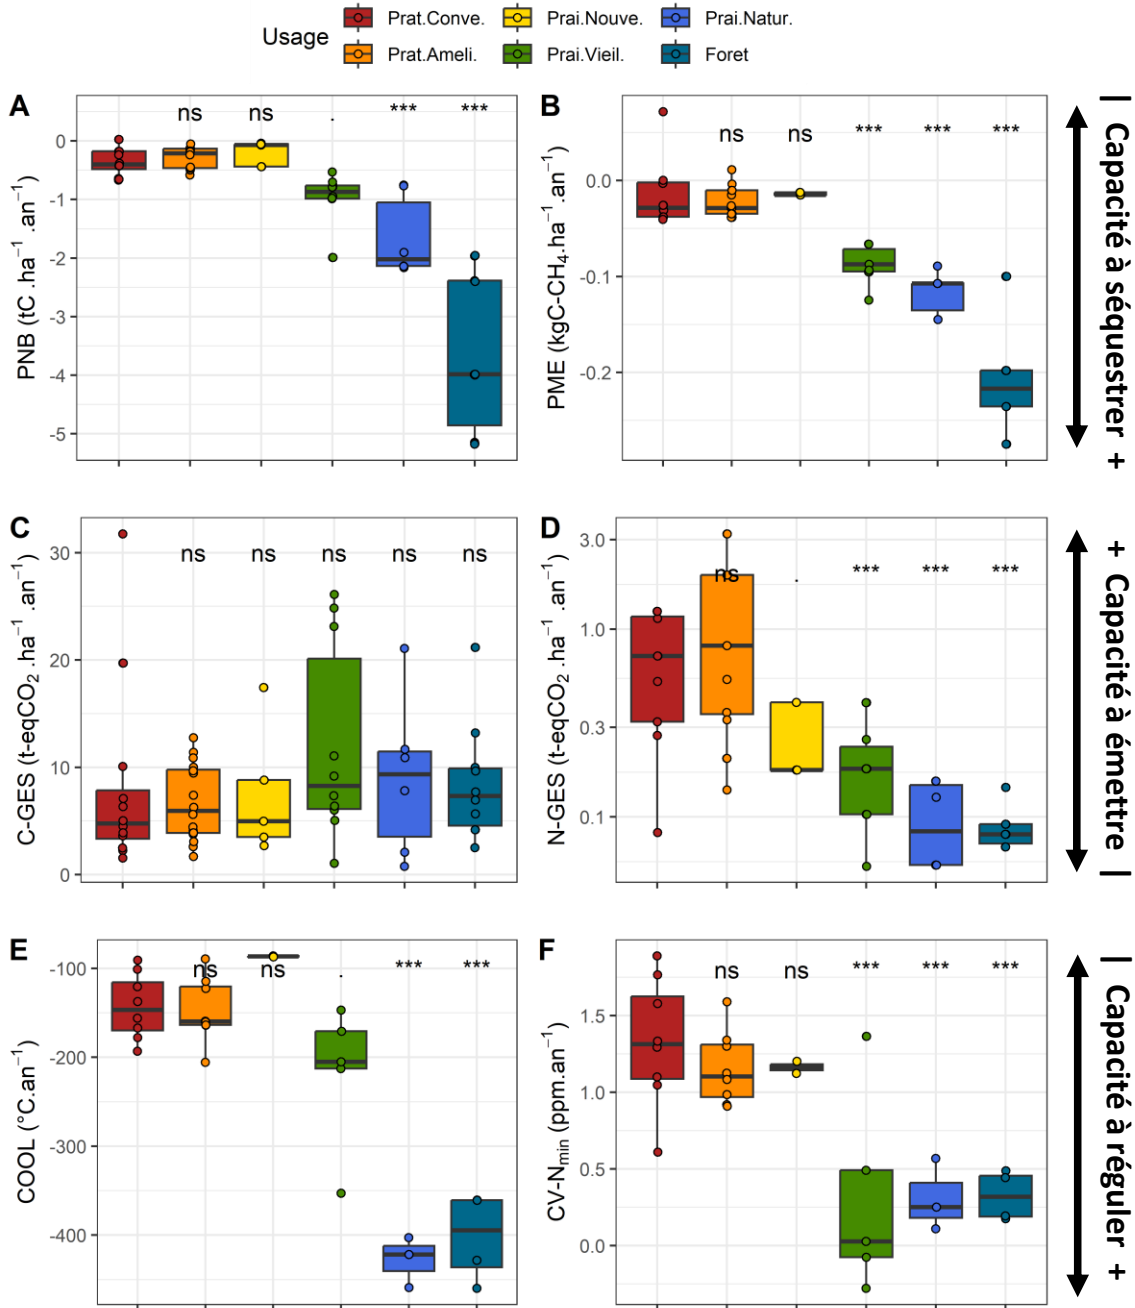 Usage
Prat.Conve.
Prai.Nouve.
Prai.Natur.
Prat.Ameli.
Prai.Vieil.
Foret
A
ns
ns
.
***
***
PNB (tC .ha⁻¹ .an⁻¹)
0
-1
-2
-3
-4
-5
B
ns
ns
***
***
***
PME (kgC-CH₄.ha⁻¹.an⁻¹)
0.0
-0.1
-0.2
| Capacité à séquestrer +
C
ns
ns
ns
ns
ns
C-GES (t-eqCO₂.ha⁻¹ .an⁻¹)
30
20
10
0
D
ns
.
***
***
***
N-GES (t-eqCO₂.ha⁻¹ .an⁻¹)
3.0
1.0
0.3
0.1
+ Capacité à émettre |
E
ns
ns
.
***
***
COOL (°C.an⁻¹)
-100
-200
-300
-400
F
ns
ns
***
***
***
CV-Nmin (ppm.an⁻¹)
1.5
1.0
0.5
0.0
| Capacité à réguler +